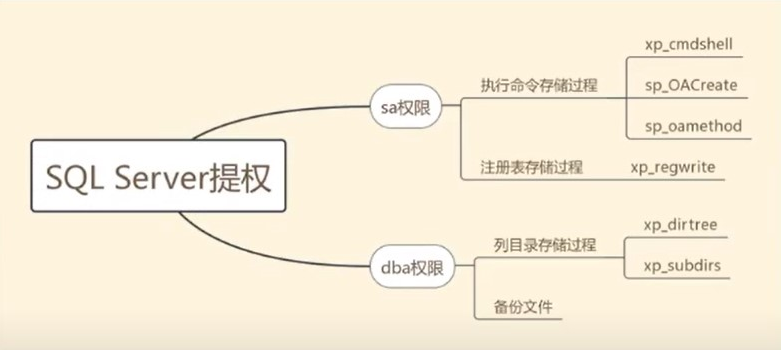 SQL Server提权
sa权限
执行命令存储过程
xp_cmdshell
sp_OACreate
sp_oamethod
注册表存储过程
xp_regwrite
dba权限
列目录存储过程
xp_dirtree
xp_subdirs
备份文件